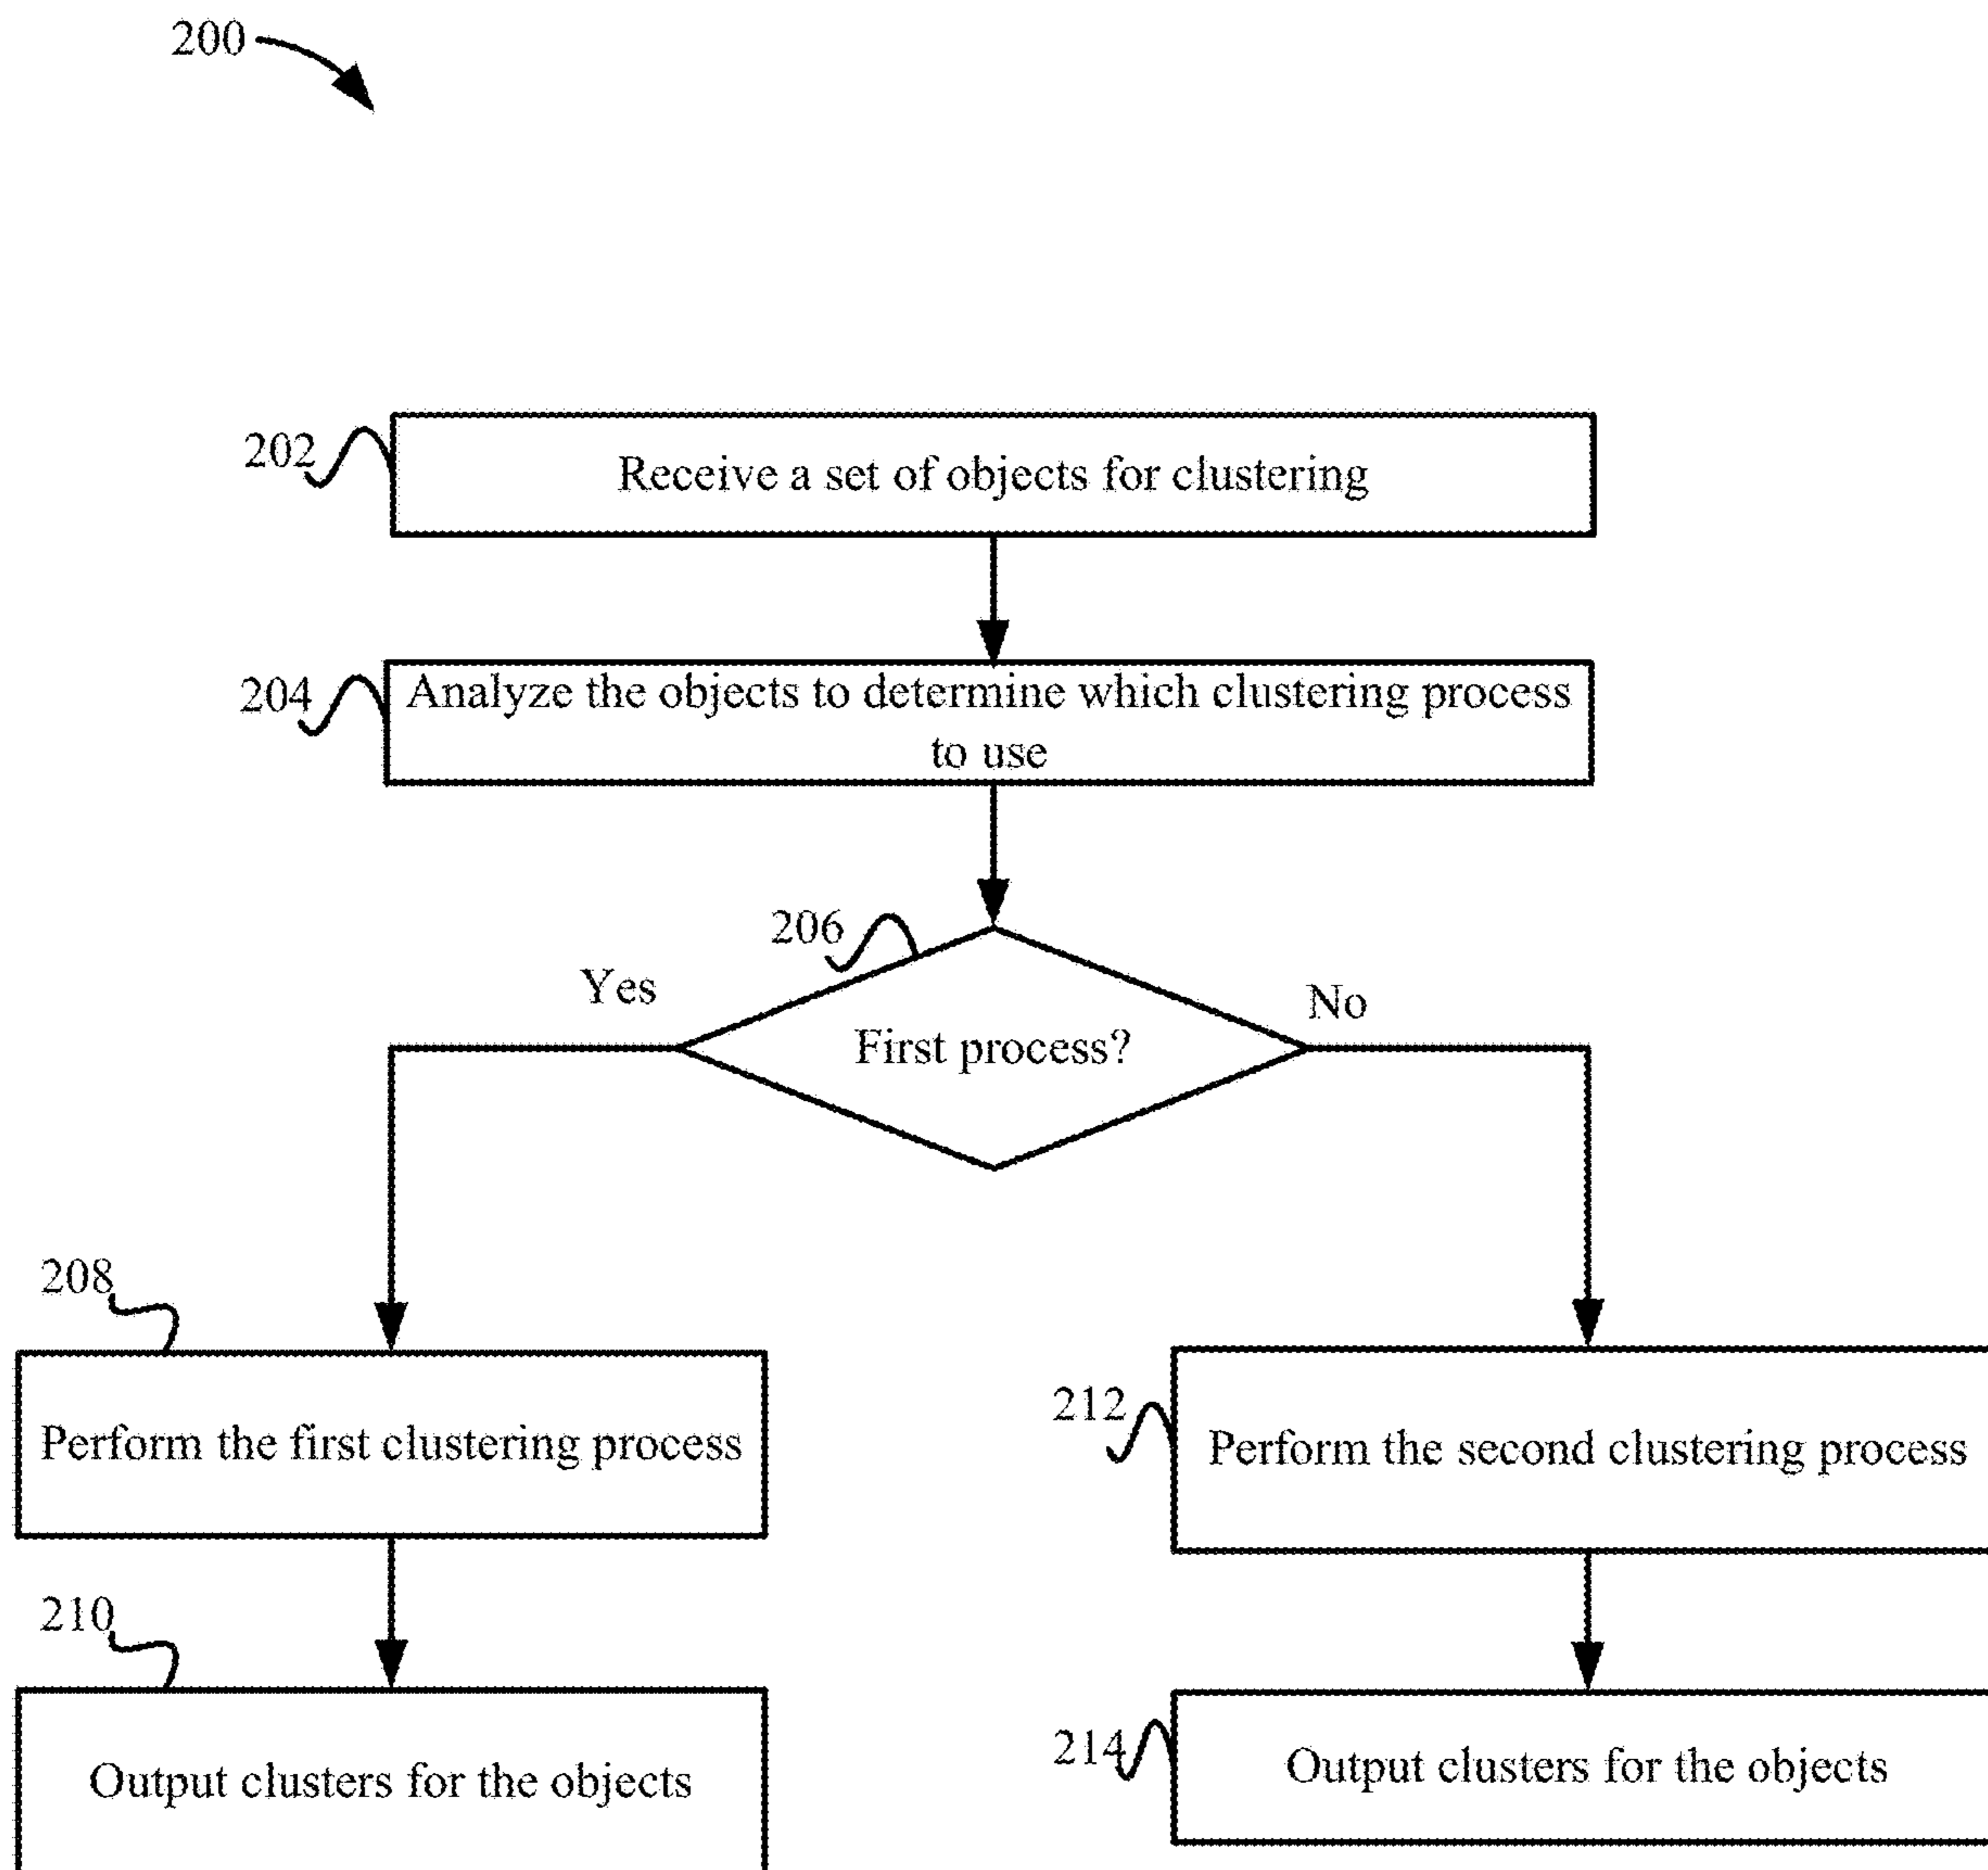 200
202
Receive a set of objects for clustering
204
Analyze the objects to determine which clustering process
to use
206
Yes
No
First process?
208
Perform the first clustering process
212
Perform the second clustering process
210
Output clusters for the objects
214
Output clusters for the objects